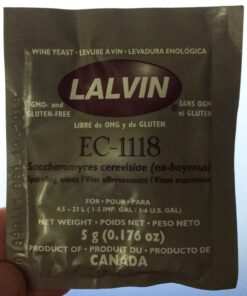 WINE YEAST · LEVURE À VIN · LEVADURA ENOLÓGICA
LALVIN
GMO- and
GLUTEN-FREE
SANS OGM
ni GLUTEN
LIBRE de OMG y de GLUTEN
EC-1118
Saccharomyces cerevisiae (ex-bayanus)
Sparkling wines / Vins effervescents / Vinos espumosos
FOR · POUR · PARA
4.5 – 23 L ( 1-5 IMP. GAL / 1-6 U.S. GAL)
NET WEIGHT · POIDS NET · PESO NETO
5 g (0.176 oz)
PRODUCT OF · PRODUIT DU · PRODUCTO DE
CANADA